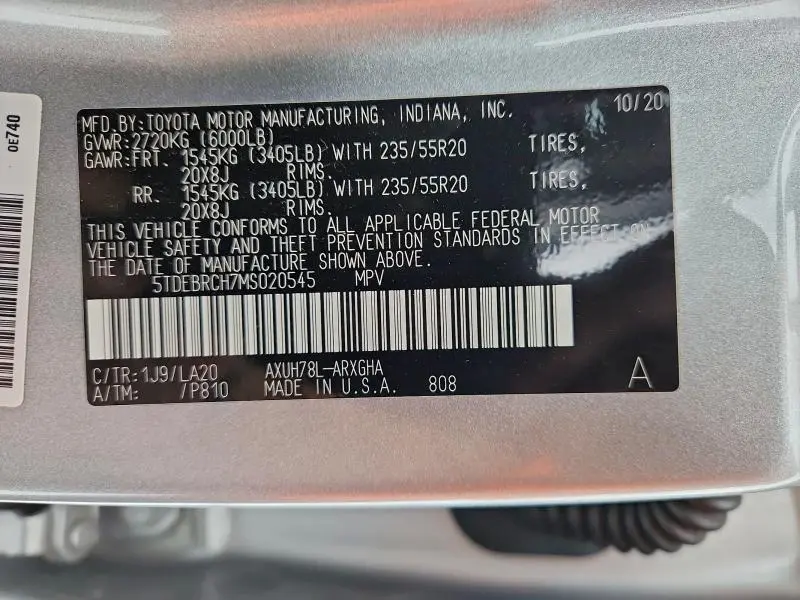 0E740
MFD.BY:TOYOTA MOTOR MANUFACTURING, INDIANA, INC. 10/20
GVWR:2720KG (6000LB)
GAWR:FRT. 1545KG (3405LB) WITH 235/55R20 TIRES,
20X8J RIMS.
RR. 1545KG (3405LB) WITH 235/55R20 TIRES,
20X8J RIMS.
THIS VEHICLE CONFORMS TO ALL APPLICABLE FEDERAL MOTOR
VEHICLE SAFETY AND THEFT PREVENTION STANDARDS IN EFFECT ON
THE DATE OF MANUFACTURE SHOWN ABOVE.
5TDEBRCH7MS020545 MPV
C/TR:1J9/LA20 AXUH78L-ARXGHA
A/TM: /P810 MADE IN U.S.A. 808 A